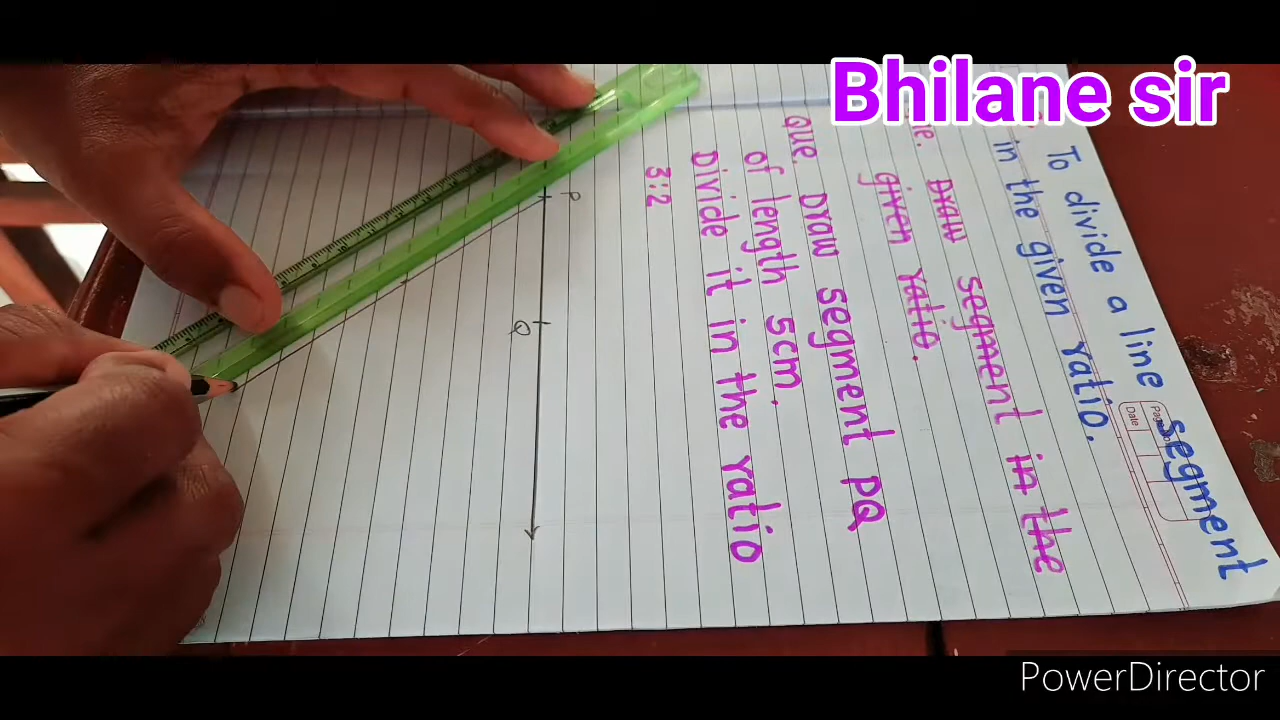 Bhilane sir
To divide a line segment
in the given ratio.
Draw segment in the
given ratio.
Que. Draw segment PQ
of length 5cm.
Divide it in the ratio
3:2
P
Q
Date
PowerDirector